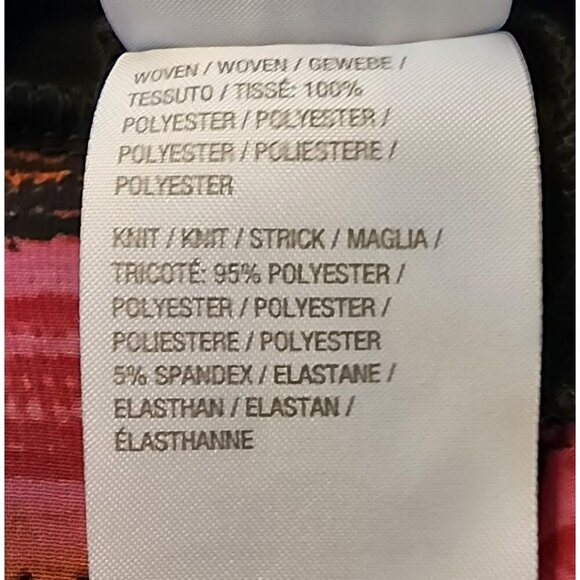 WOVEN / WOVEN / GEWEBE /
TESSUTO / TISSÉ: 100%
POLYESTER / POLYESTER /
POLYESTER / POLIESTERE /
POLYESTER
KNIT / KNIT / STRICK / MAGLIA /
TRICOTÉ: 95% POLYESTER /
POLYESTER / POLYESTER /
POLIESTERE / POLYESTER
5% SPANDEX / ELASTANE /
ELASTHAN / ELASTAN /
ÉLASTHANNE